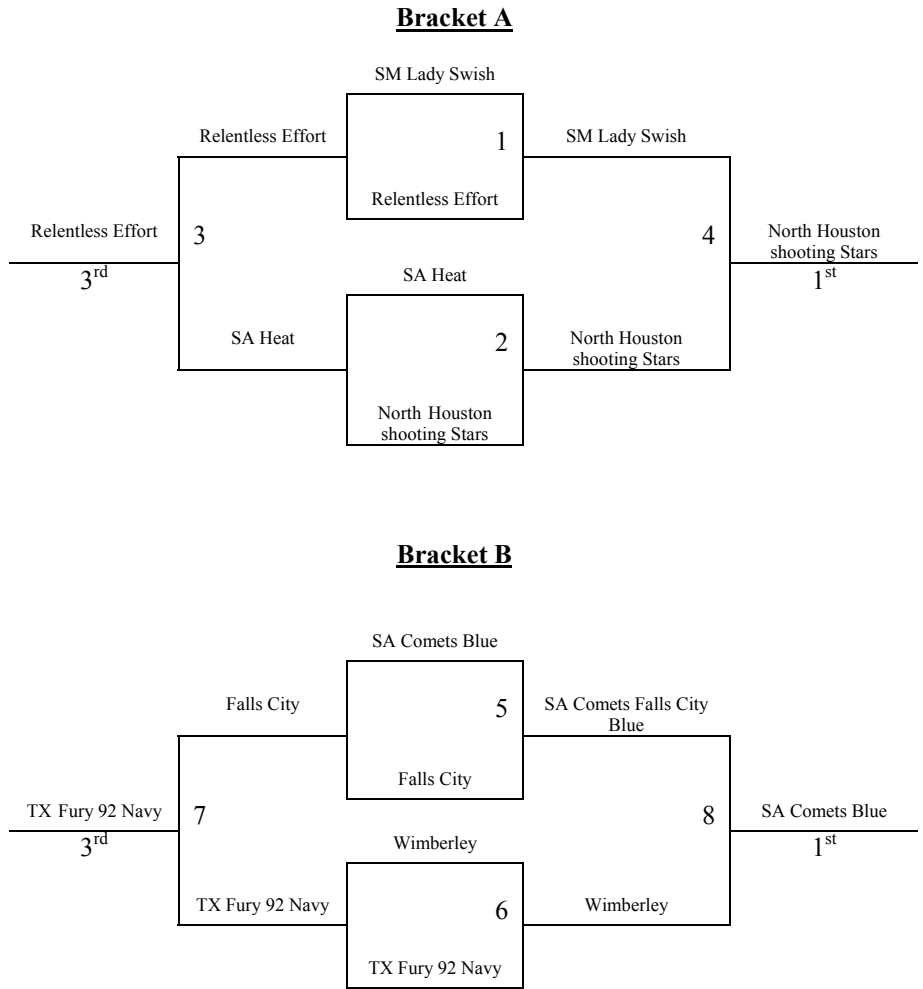 Bracket A
SM Lady Swish
Relentless Effort
1
SM Lady Swish
Relentless Effort
Relentless Effort
3
4
North Houston
shooting Stars
3rd
1st
SA Heat
SA Heat
2
North Houston
shooting Stars
North Houston
shooting Stars
Bracket B
SA Comets Blue
Falls City
5
SA Comets Falls City
Blue
Falls City
TX Fury 92 Navy
7
8
SA Comets Blue
3rd
1st
Wimberley
TX Fury 92 Navy
6
Wimberley
TX Fury 92 Navy